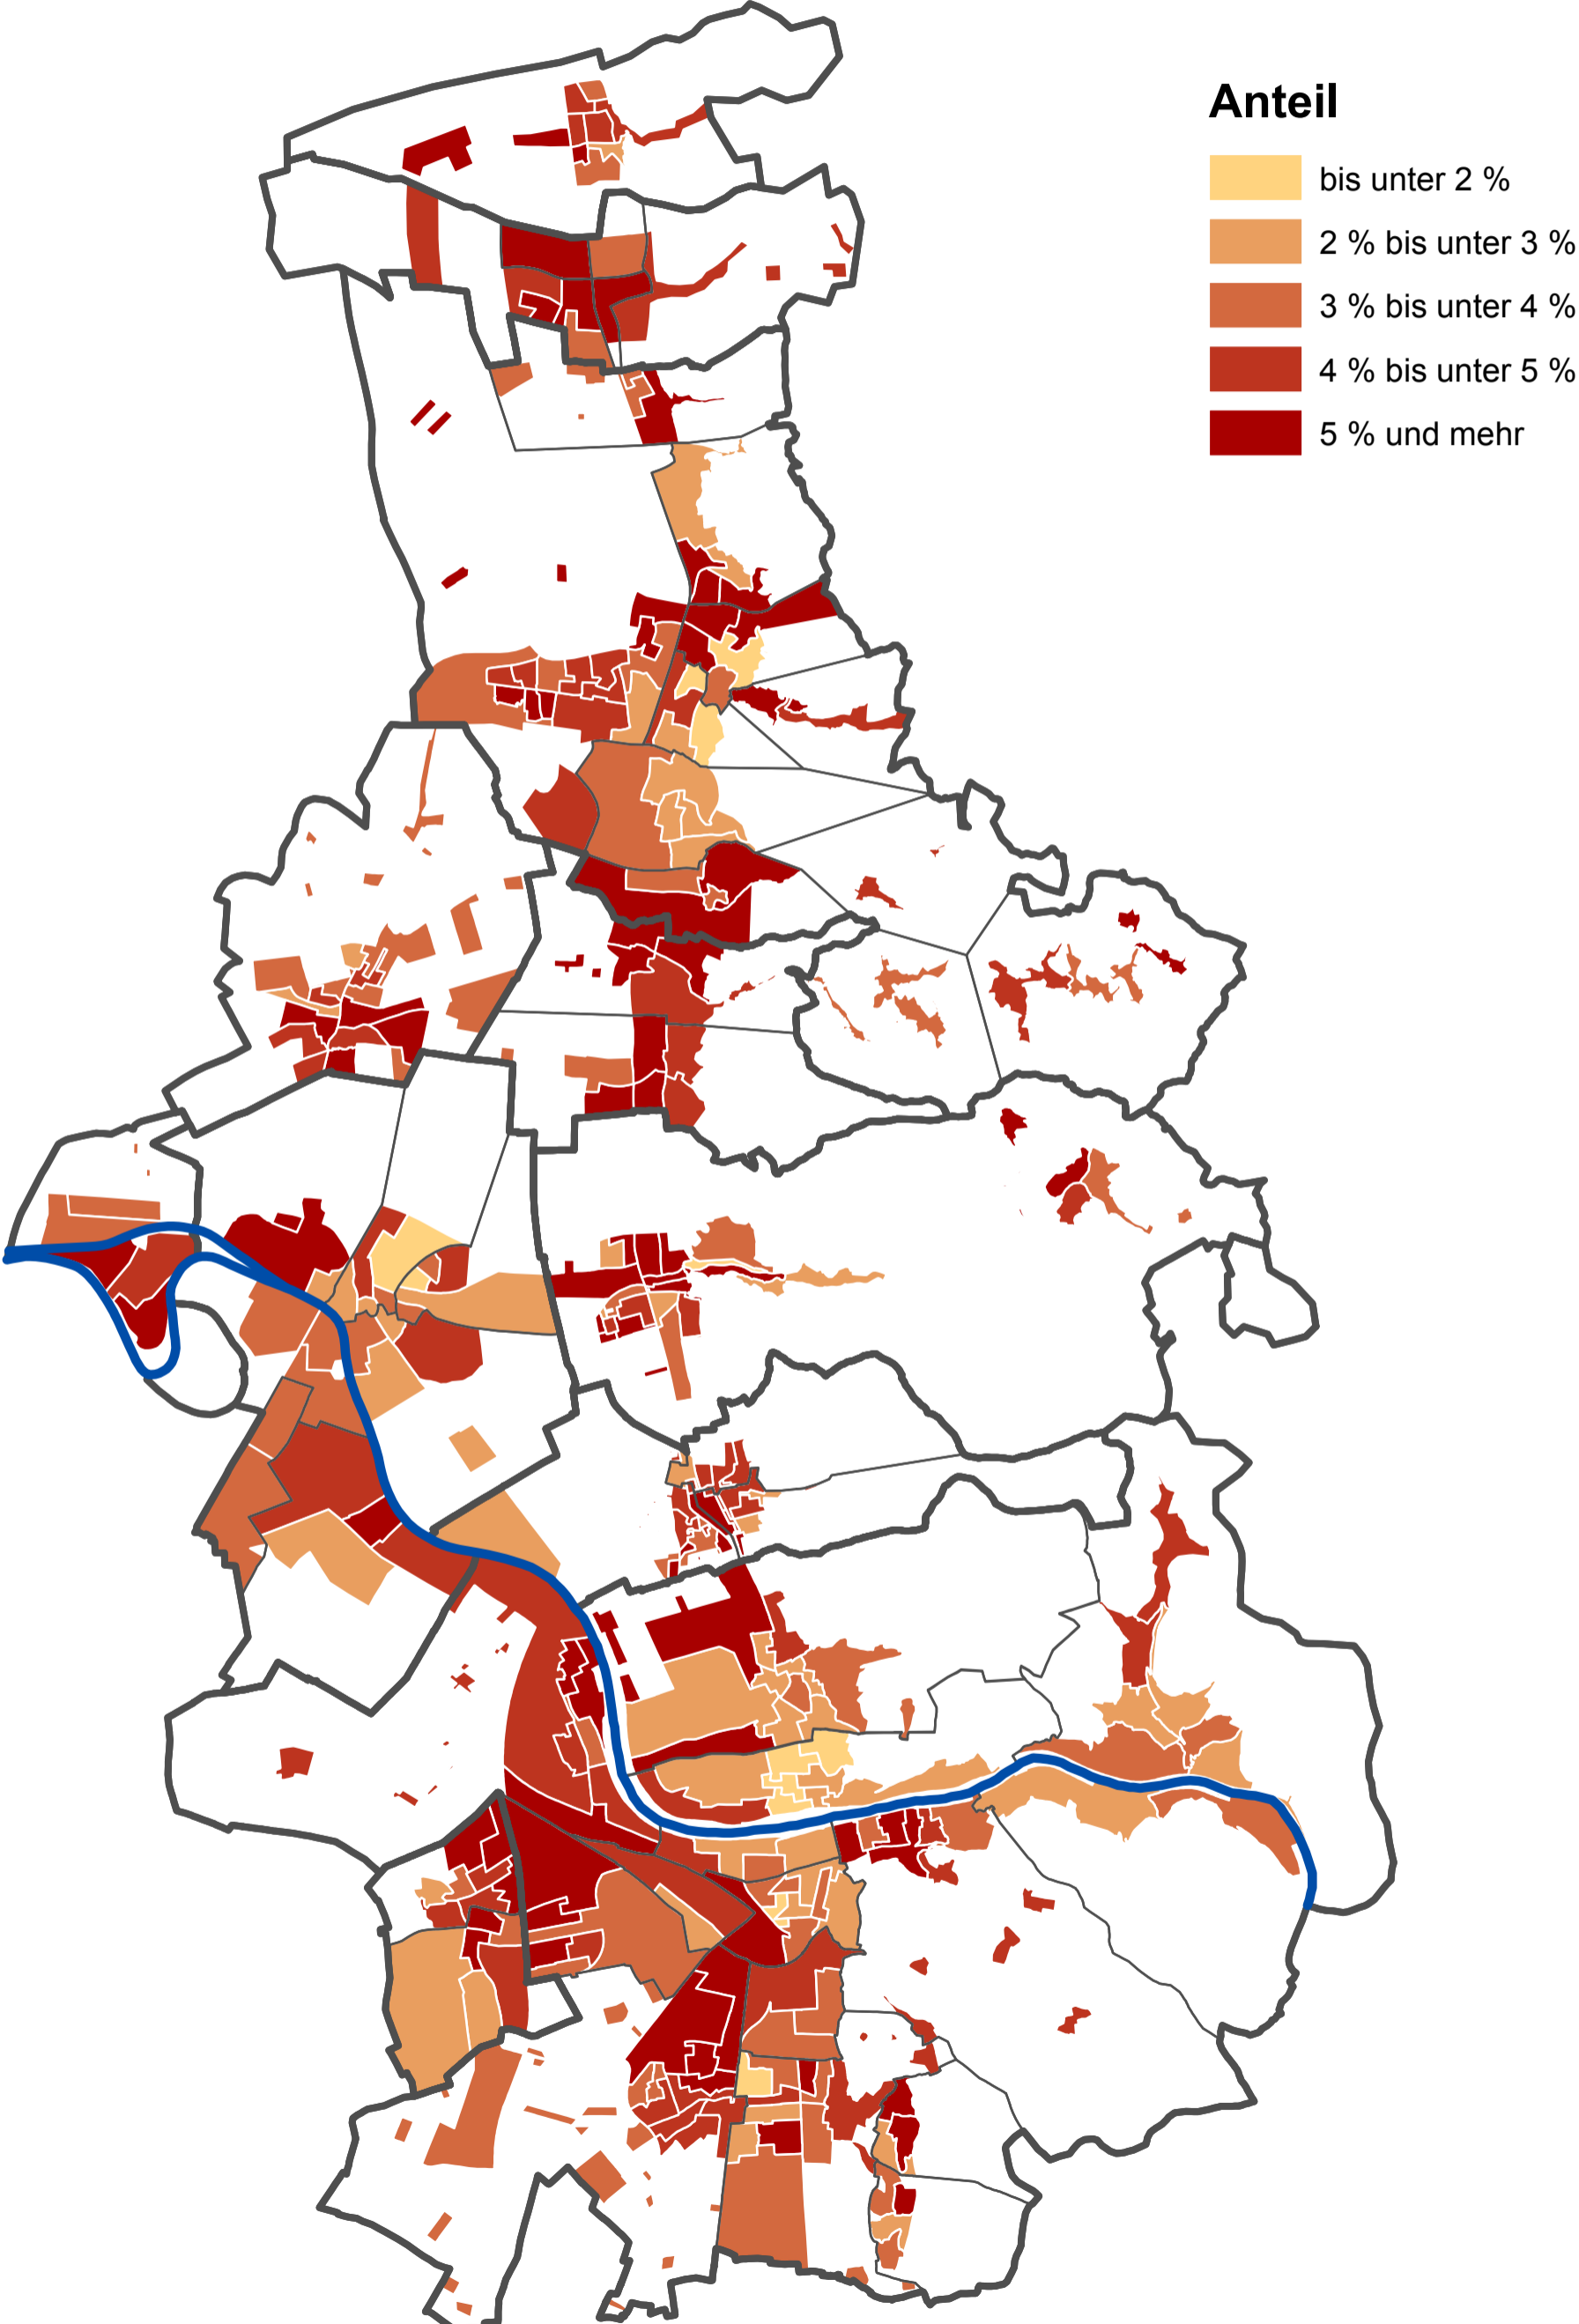 Anteil
bis unter 2 %
2 % bis unter 3 %
3 % bis unter 4 %
4 % bis unter 5 %
5 % und mehr